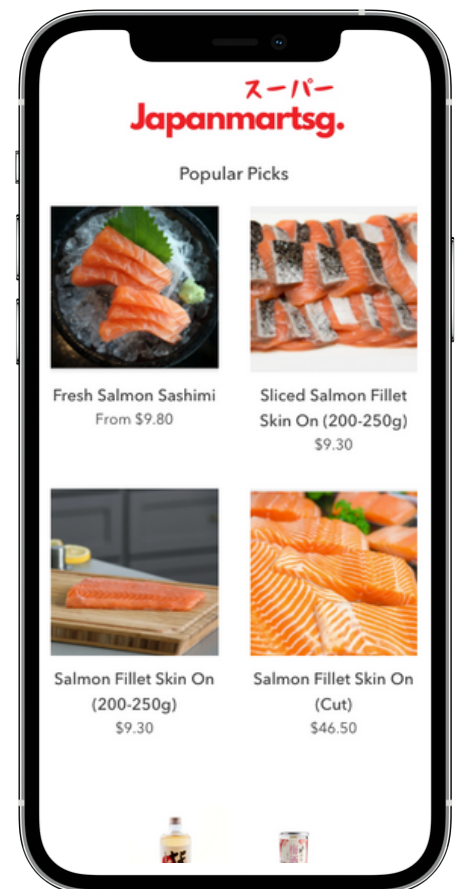 スーパー
Japanmartsg.
Popular Picks
Fresh Salmon Sashimi
From $9.80
Sliced Salmon Fillet
Skin On (200-250g)
$9.30
Salmon Fillet Skin On
(200-250g)
$9.30
Salmon Fillet Skin On
(Cut)
$46.50